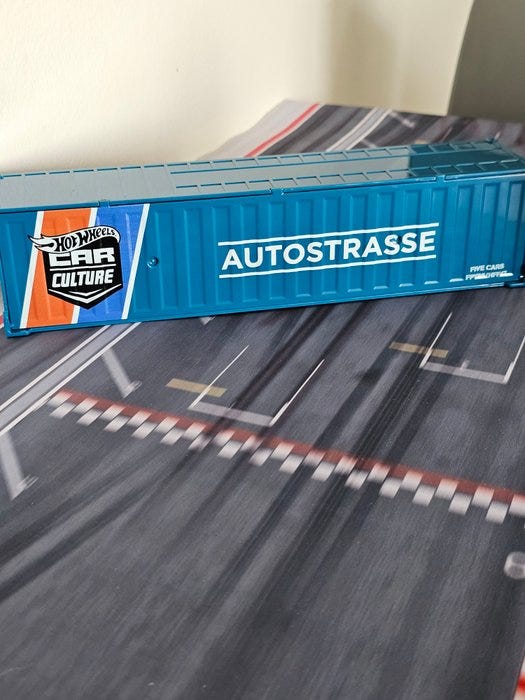 HOT WHEELS
CAR
CULTURE
AUTOSTRASSE
FIVE CARS